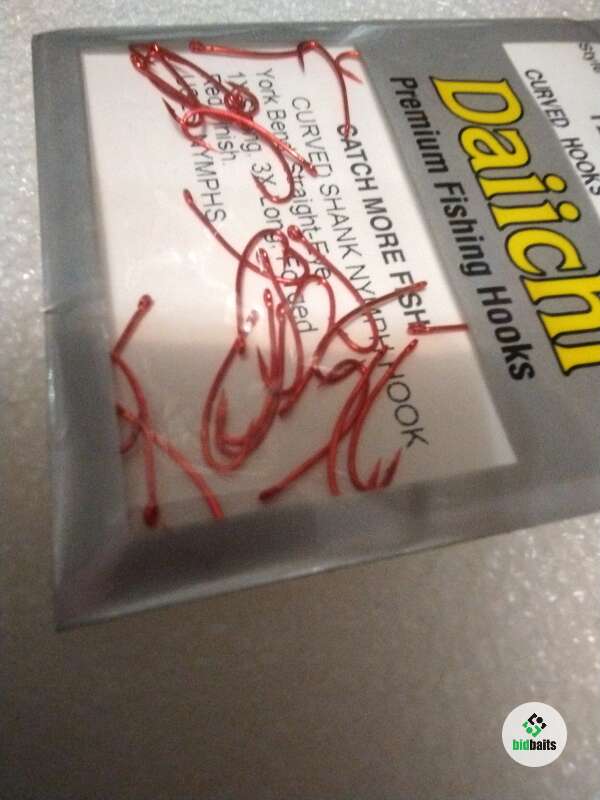 Daiichi
Premium Fishing Hooks
Style
CURVED HOOKS
CATCH MORE FISH
CURVED SHANK NYMPH HOOK
York Bend, Straight-Eye
3X Long, Forged
Red Finish.
NYMPHS
bidbaits